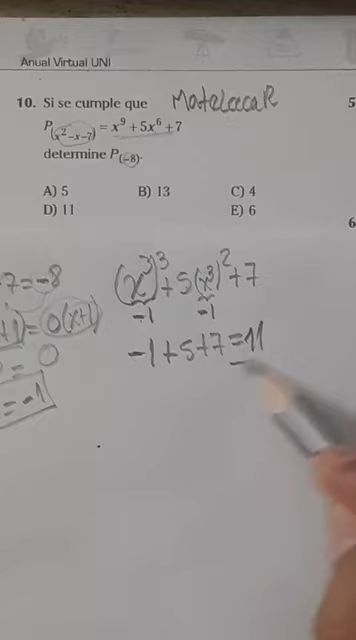 Anual Virtual UNI
10. Si se cumple que
MateLoccaR
5
P(x²-x-7) = x⁹ + 5x⁶ + 7
determine P(-8).
A) 5 B) 13 C) 4
D) 11 E) 6
6
7=-8 (x³)³+5(x³)²+7
+1)=0(x+1) -1 -1
= 0 -1+5+7=11
=-1